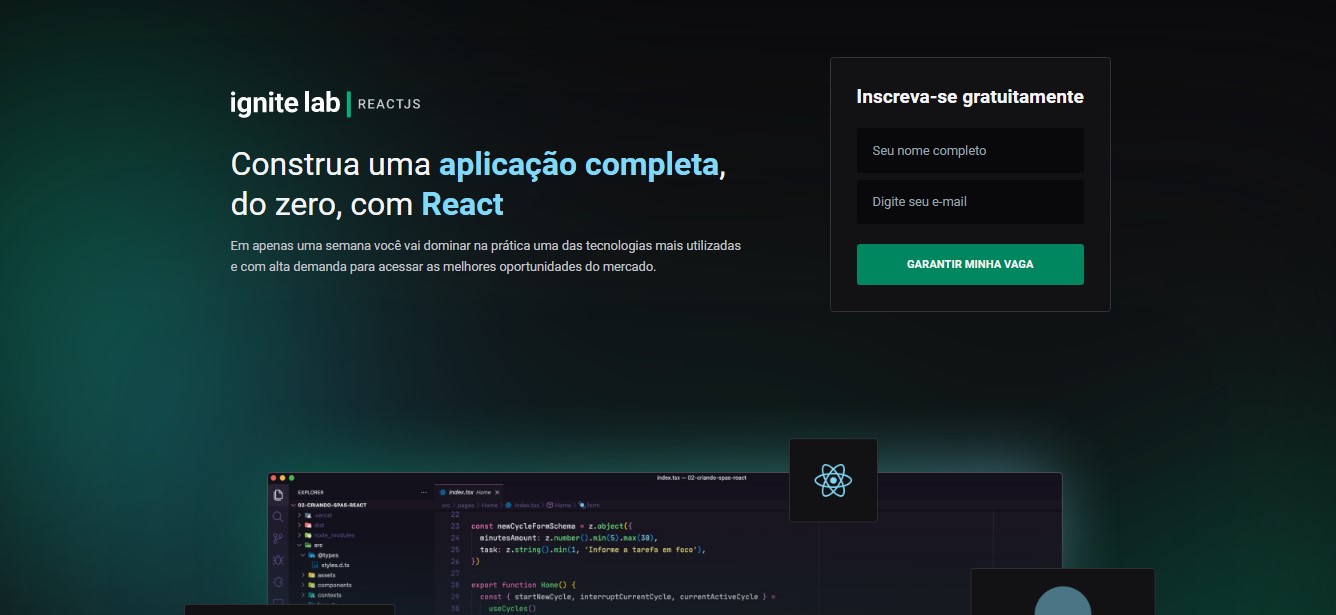 ignite lab | REACTJS
Construa uma aplicação completa,
do zero, com React
Em apenas uma semana você vai dominar na prática uma das tecnologias mais utilizadas
e com alta demanda para acessar as melhores oportunidades do mercado.
Inscreva-se gratuitamente
Seu nome completo
Digite seu e-mail
GARANTIR MINHA VAGA
index.tsx — 02-criando-spas-react
EXPLORER
02-CRIANDO-SPAS-REACT
.vercel
dist
node_modules
src
@types
styles.d.ts
assets
components
contexts
index.tsx Home ×
src > pages > Home > index.tsx > Home > form
22
23 const newCycleFormSchema = z.object({
24 minutesAmount: z.number().min(5).max(30),
25 task: z.string().min(1, 'Informe a tarefa em foco'),
26 })
27
28 export function Home() {
29 const { startNewCycle, interruptCurrentCycle, currentActiveCycle } =
30 useCycles()